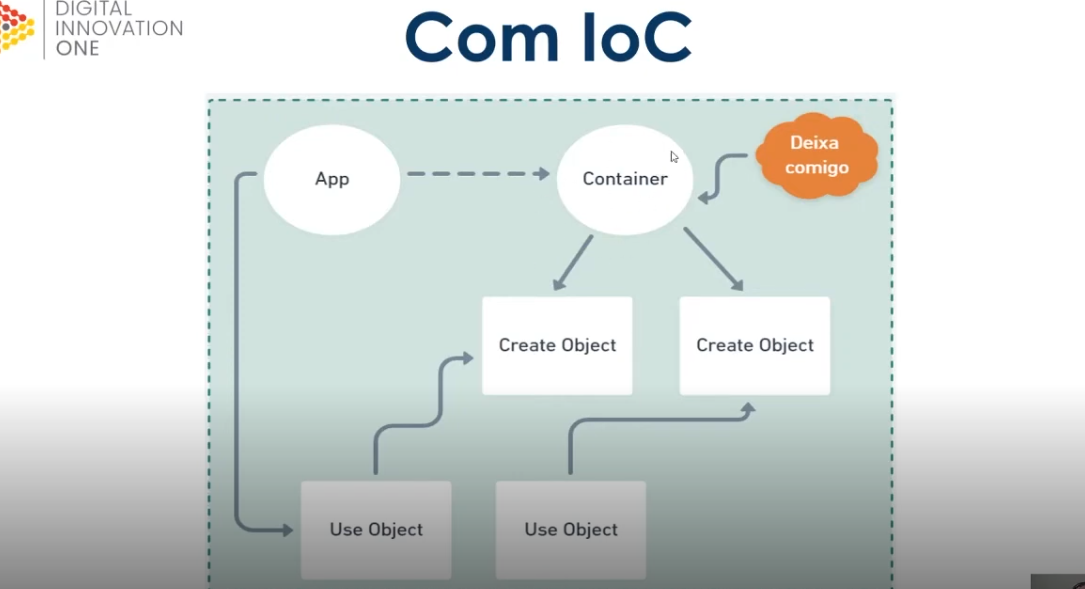 DIGITAL
INNOVATION
ONE
Com IoC
App
Container
Deixa
comigo
Create Object
Create Object
Use Object
Use Object